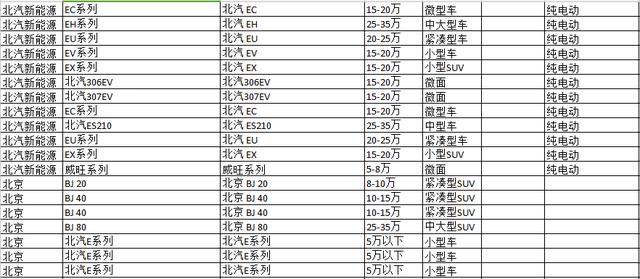 北汽新能源 EC系列 北汽 EC 15-20万 微型车 纯电动
北汽新能源 EH系列 北汽 EH 25-35万 中大型车 纯电动
北汽新能源 EU系列 北汽 EU 20-25万 紧凑型车 纯电动
北汽新能源 EV系列 北汽 EV 15-20万 小型车 纯电动
北汽新能源 EX系列 北汽 EX 15-20万 小型SUV 纯电动
北汽新能源 北汽306EV 北汽306EV 15-20万 微面 纯电动
北汽新能源 北汽307EV 北汽307EV 15-20万 微面 纯电动
北汽新能源 EC系列 北汽 EC 15-20万 微型车 纯电动
北汽新能源 北汽ES210 北汽 ES210 25-35万 中型车 纯电动
北汽新能源 EU系列 北汽 EU 20-25万 紧凑型车 纯电动
北汽新能源 EX系列 北汽 EX 15-20万 小型SUV 纯电动
北汽新能源 威旺系列 威旺系列 5-8万 微面 纯电动
北京 BJ 20 北京 BJ 20 8-10万 紧凑型SUV
北京 BJ 40 北京 BJ 40 10-15万 紧凑型SUV
北京 BJ 40 北京 BJ 40 10-15万 紧凑型SUV
北京 BJ 80 北京 BJ 80 25-35万 中大型SUV
北京 北汽E系列 北汽E系列 5万以下 小型车
北京 北汽E系列 北汽E系列 5万以下 小型车
北京 北汽E系列 北汽E系列 5万以下 小型车